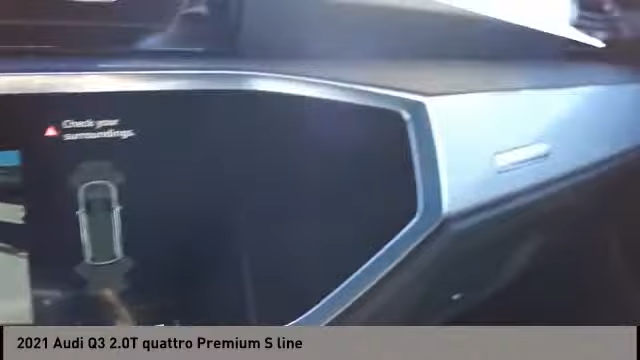 Check your
surroundings.
2021 Audi Q3 2.0T quattro Premium S line